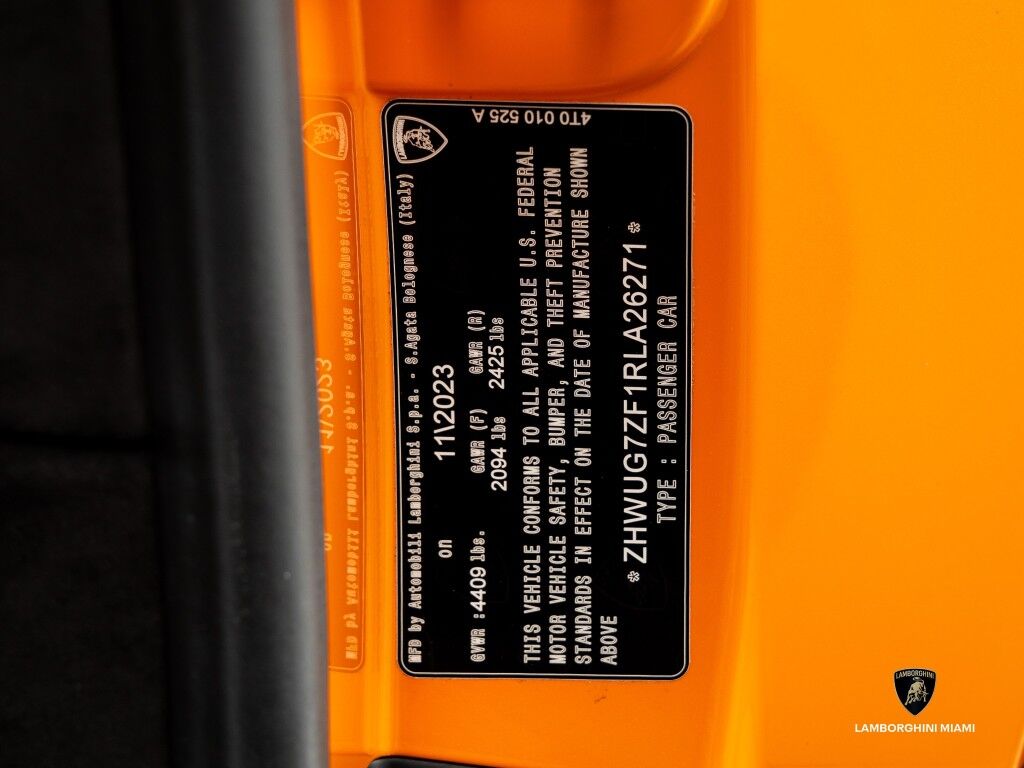 MFD by Automobili Lamborghini S.p.a. - S.Agata Bolognese (Italy)
on 11\2023
GVWR :4409 lbs. GAWR (F) GAWR (R)
2094 lbs 2425 lbs
THIS VEHICLE CONFORMS TO ALL APPLICABLE U.S. FEDERAL
MOTOR VEHICLE SAFETY, BUMPER, AND THEFT PREVENTION
STANDARDS IN EFFECT ON THE DATE OF MANUFACTURE SHOWN
ABOVE
* ZHWUG7ZF1RLA26271 *
TYPE : PASSENGER CAR
4T0 010 525 A
LAMBORGHINI
LAMBORGHINI MIAMI